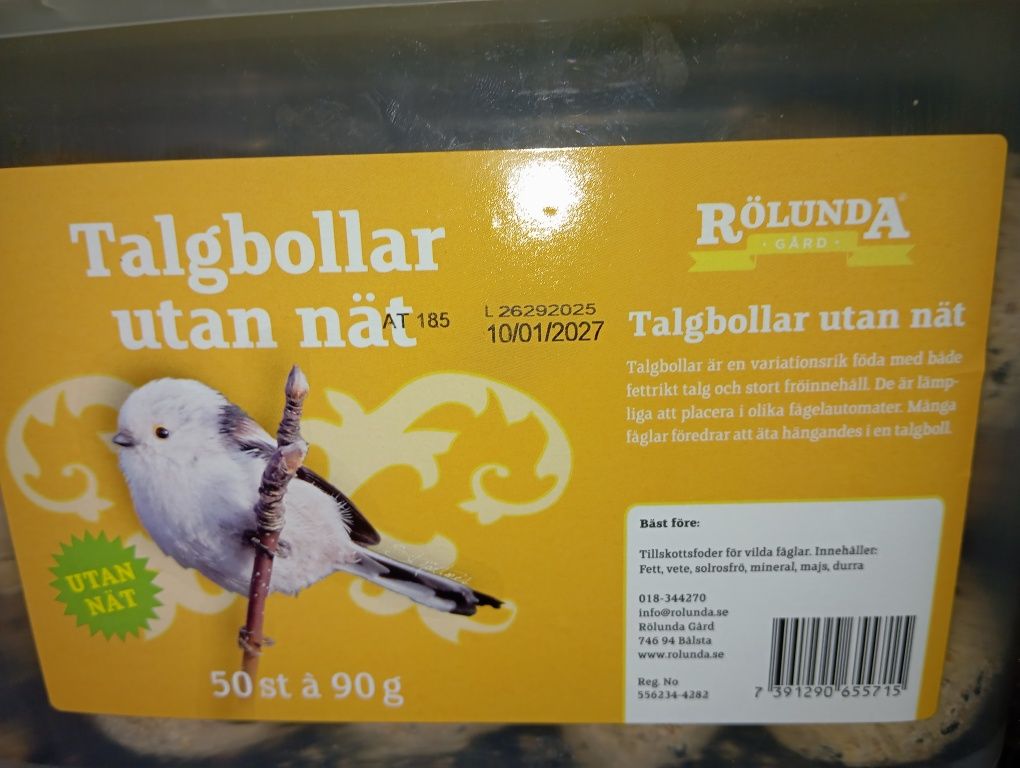 Talgbollar
utan nät
AT 185
L 26292025
10/01/2027
UTAN
NÄT
50 st à 90 g
RÖLUNDA®
· GÅRD ·
Talgbollar utan nät
Talgbollar är en variationsrik föda med både
fettrikt talg och stort fröinnehåll. De är lämp-
liga att placera i olika fågelautomater. Många
fåglar föredrar att äta hängandes i en talgboll.
Bäst före:
Tillskottsfoder för vilda fåglar. Innehåller:
Fett, vete, solrosfrö, mineral, majs, durra
018-344270
info@rolunda.se
Rölunda Gård
746 94 Bålsta
www.rolunda.se
Reg. No
556234-4282
7 391290 655715